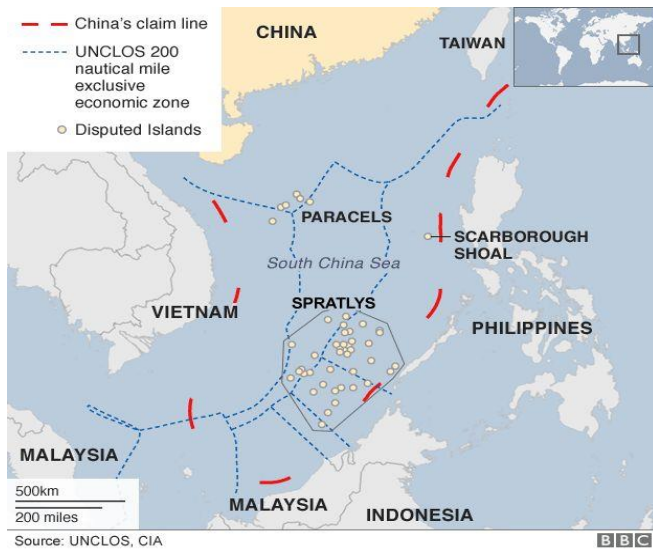 China's claim line
UNCLOS 200
nautical mile
exclusive
economic zone
Disputed Islands
CHINA
TAIWAN
PARACELS
SCARBOROUGH
SHOAL
South China Sea
SPRATLYS
VIETNAM
PHILIPPINES
MALAYSIA
500km
200 miles
MALAYSIA
INDONESIA
Source: UNCLOS, CIA
BBC